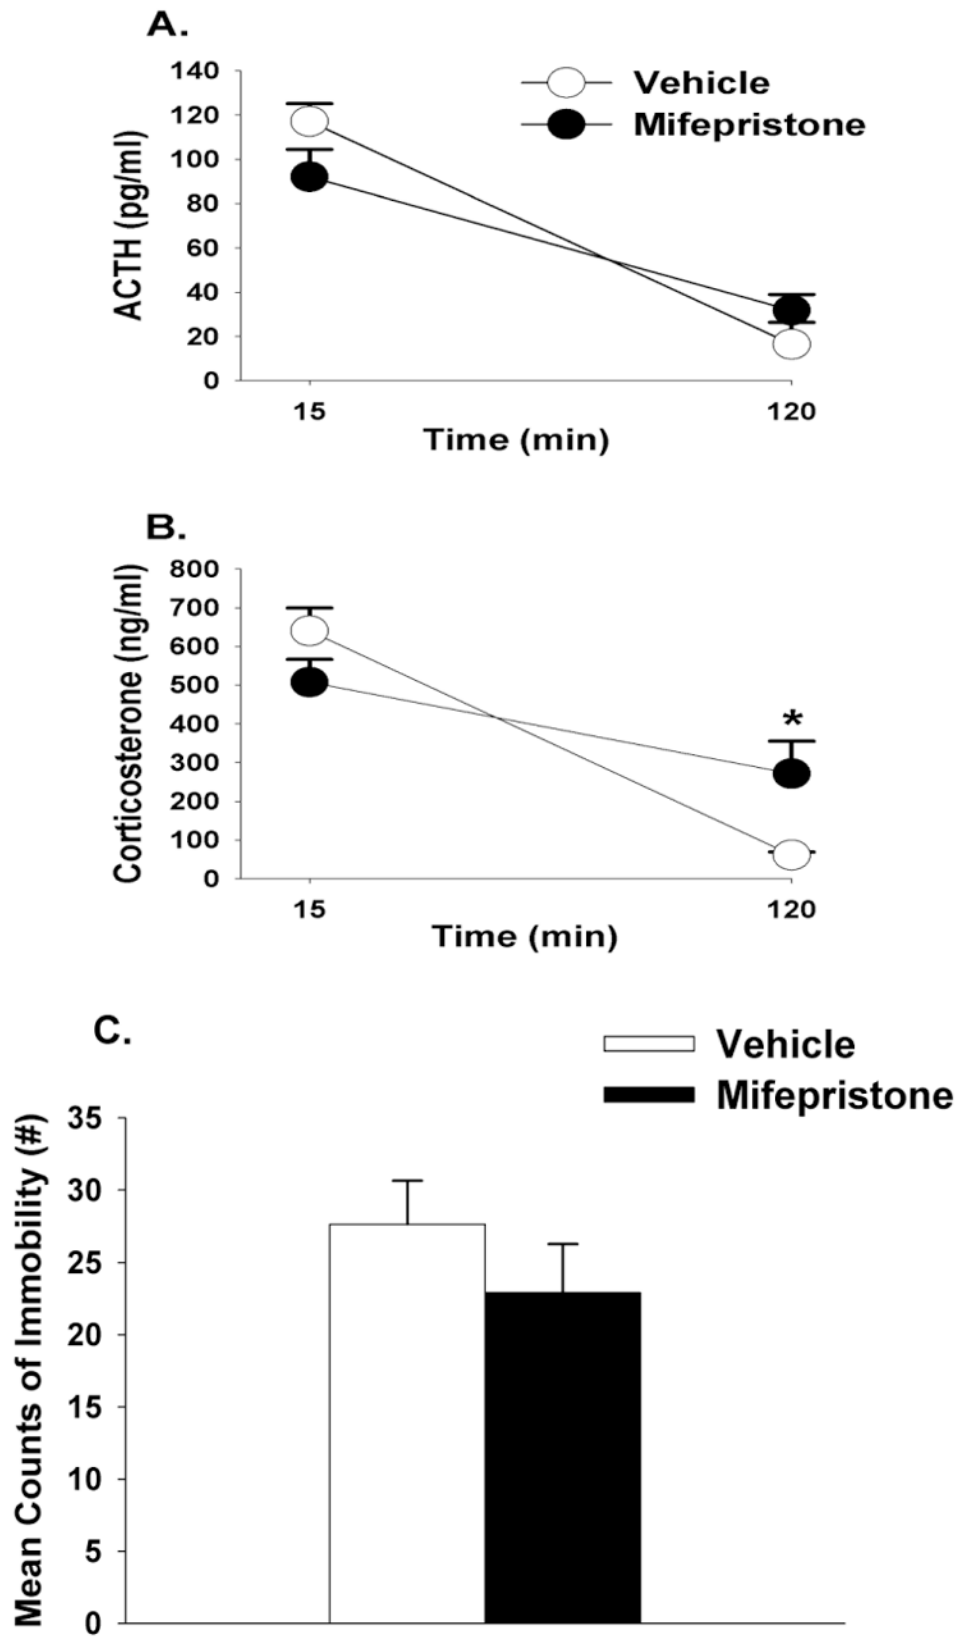 A.
140
120
100
80
60
40
20
0
ACTH (pg/ml)
Vehicle
Mifepristone
15 120
Time (min)
B.
800
700
600
500
400
300
200
100
0
Corticosterone (ng/ml)
*
15 120
Time (min)
C.
Vehicle
Mifepristone
35
30
25
20
15
10
5
0
Mean Counts of Immobility (#)